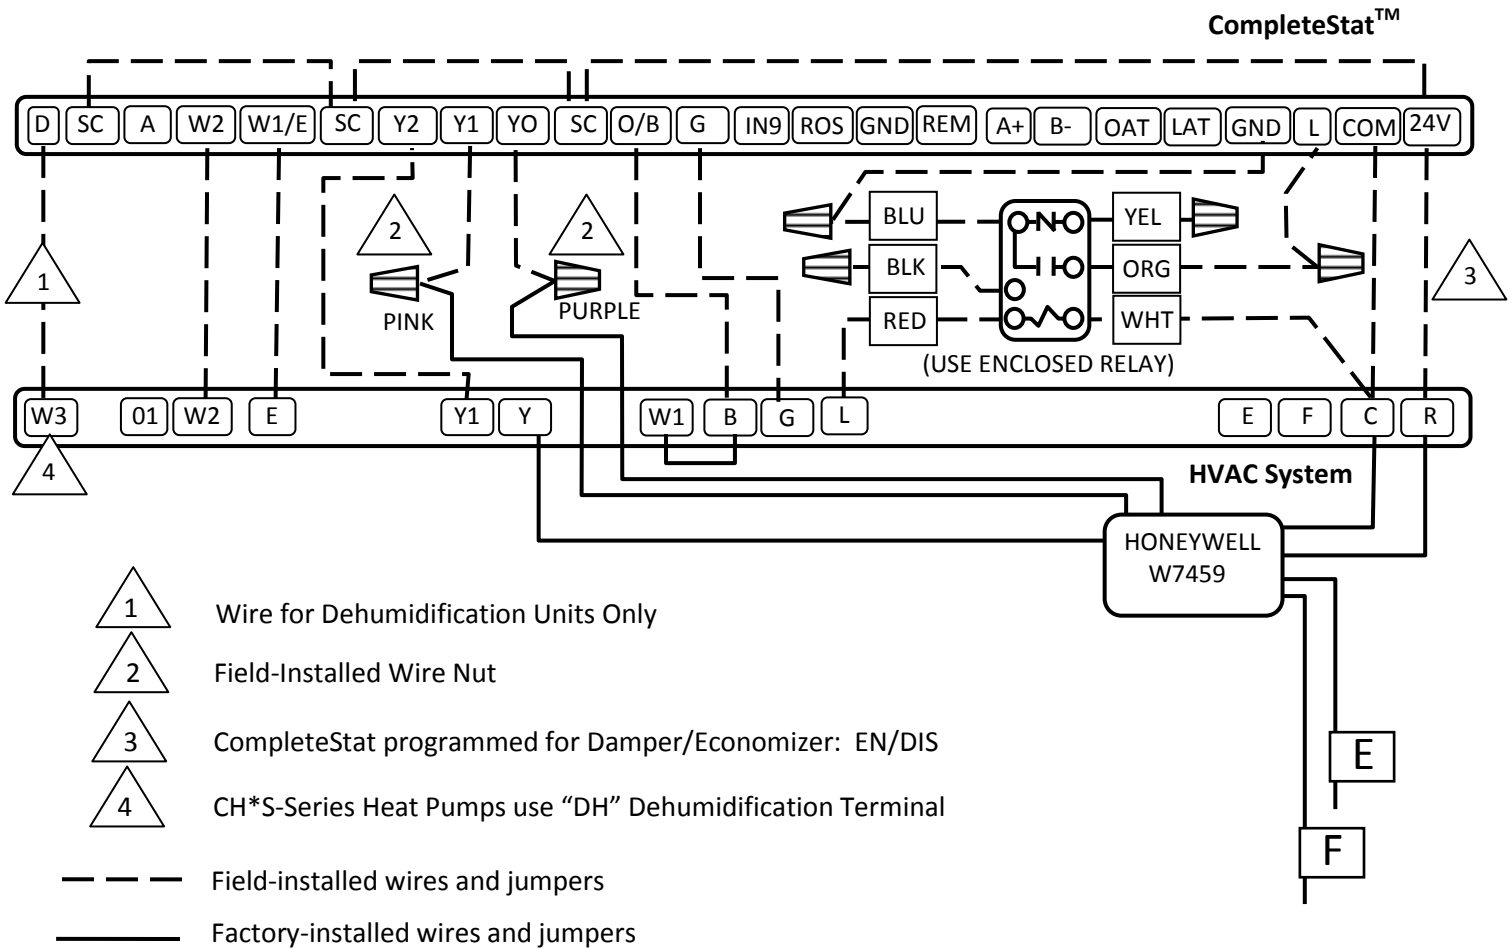 CompleteStat™
D SC A W2 W1/E SC Y2 Y1 YO SC O/B G IN9 ROS GND REM A+ B- OAT LAT GND L COM 24V
1
2
2
BLU
YEL
3
BLK
ORG
PINK
PURPLE
RED
WHT
(USE ENCLOSED RELAY)
W3 01 W2 E Y1 Y W1 B G L E F C R
4
HVAC System
HONEYWELL
W7459
1 Wire for Dehumidification Units Only
2 Field-Installed Wire Nut
3 CompleteStat programmed for Damper/Economizer: EN/DIS
E
4 CH*S-Series Heat Pumps use “DH” Dehumidification Terminal
F
Field-installed wires and jumpers
Factory-installed wires and jumpers